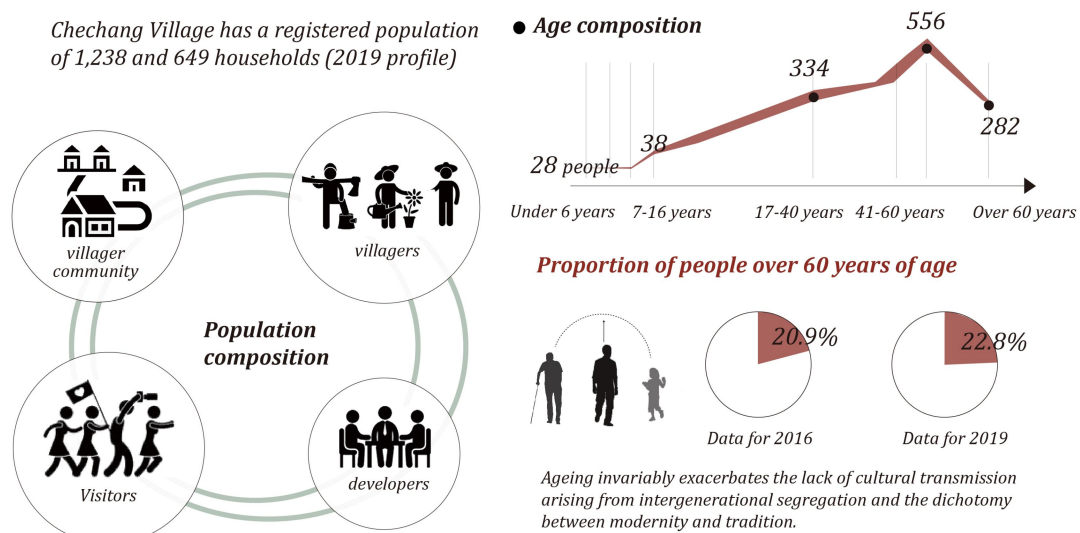 Chechang Village has a registered population
of 1,238 and 649 households (2019 profile)
villager
community
villagers
Population
composition
Visitors
developers
● Age composition
556
334
38
282
28 people
Under 6 years
7-16 years
17-40 years
41-60 years
Over 60 years
Proportion of people over 60 years of age
20.9%
22.8%
Data for 2016
Data for 2019
Ageing invariably exacerbates the lack of cultural transmission
arising from intergenerational segregation and the dichotomy
between modernity and tradition.